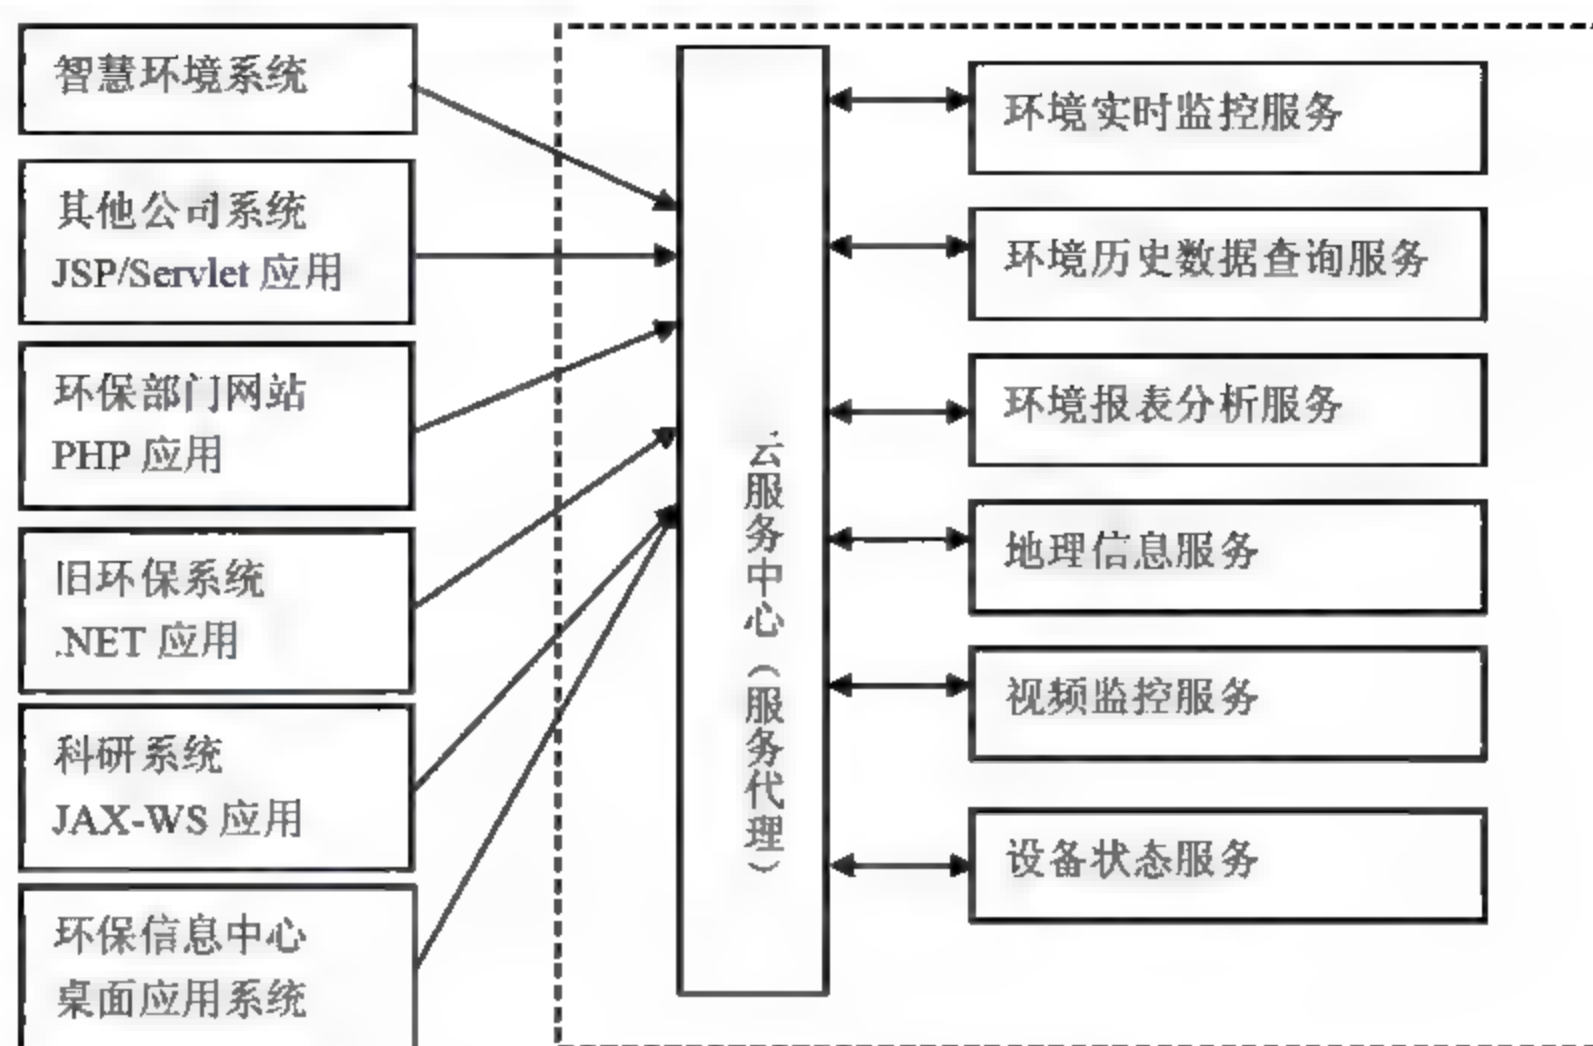 智慧环境系统
其他公司系统
JSP/Servlet 应用
环保部门网站
PHP 应用
旧环保系统
.NET 应用
科研系统
JAX-WS 应用
环保信息中心
桌面应用系统
云服务中心（服务代理）
环境实时监控服务
环境历史数据查询服务
环境报表分析服务
地理信息服务
视频监控服务
设备状态服务